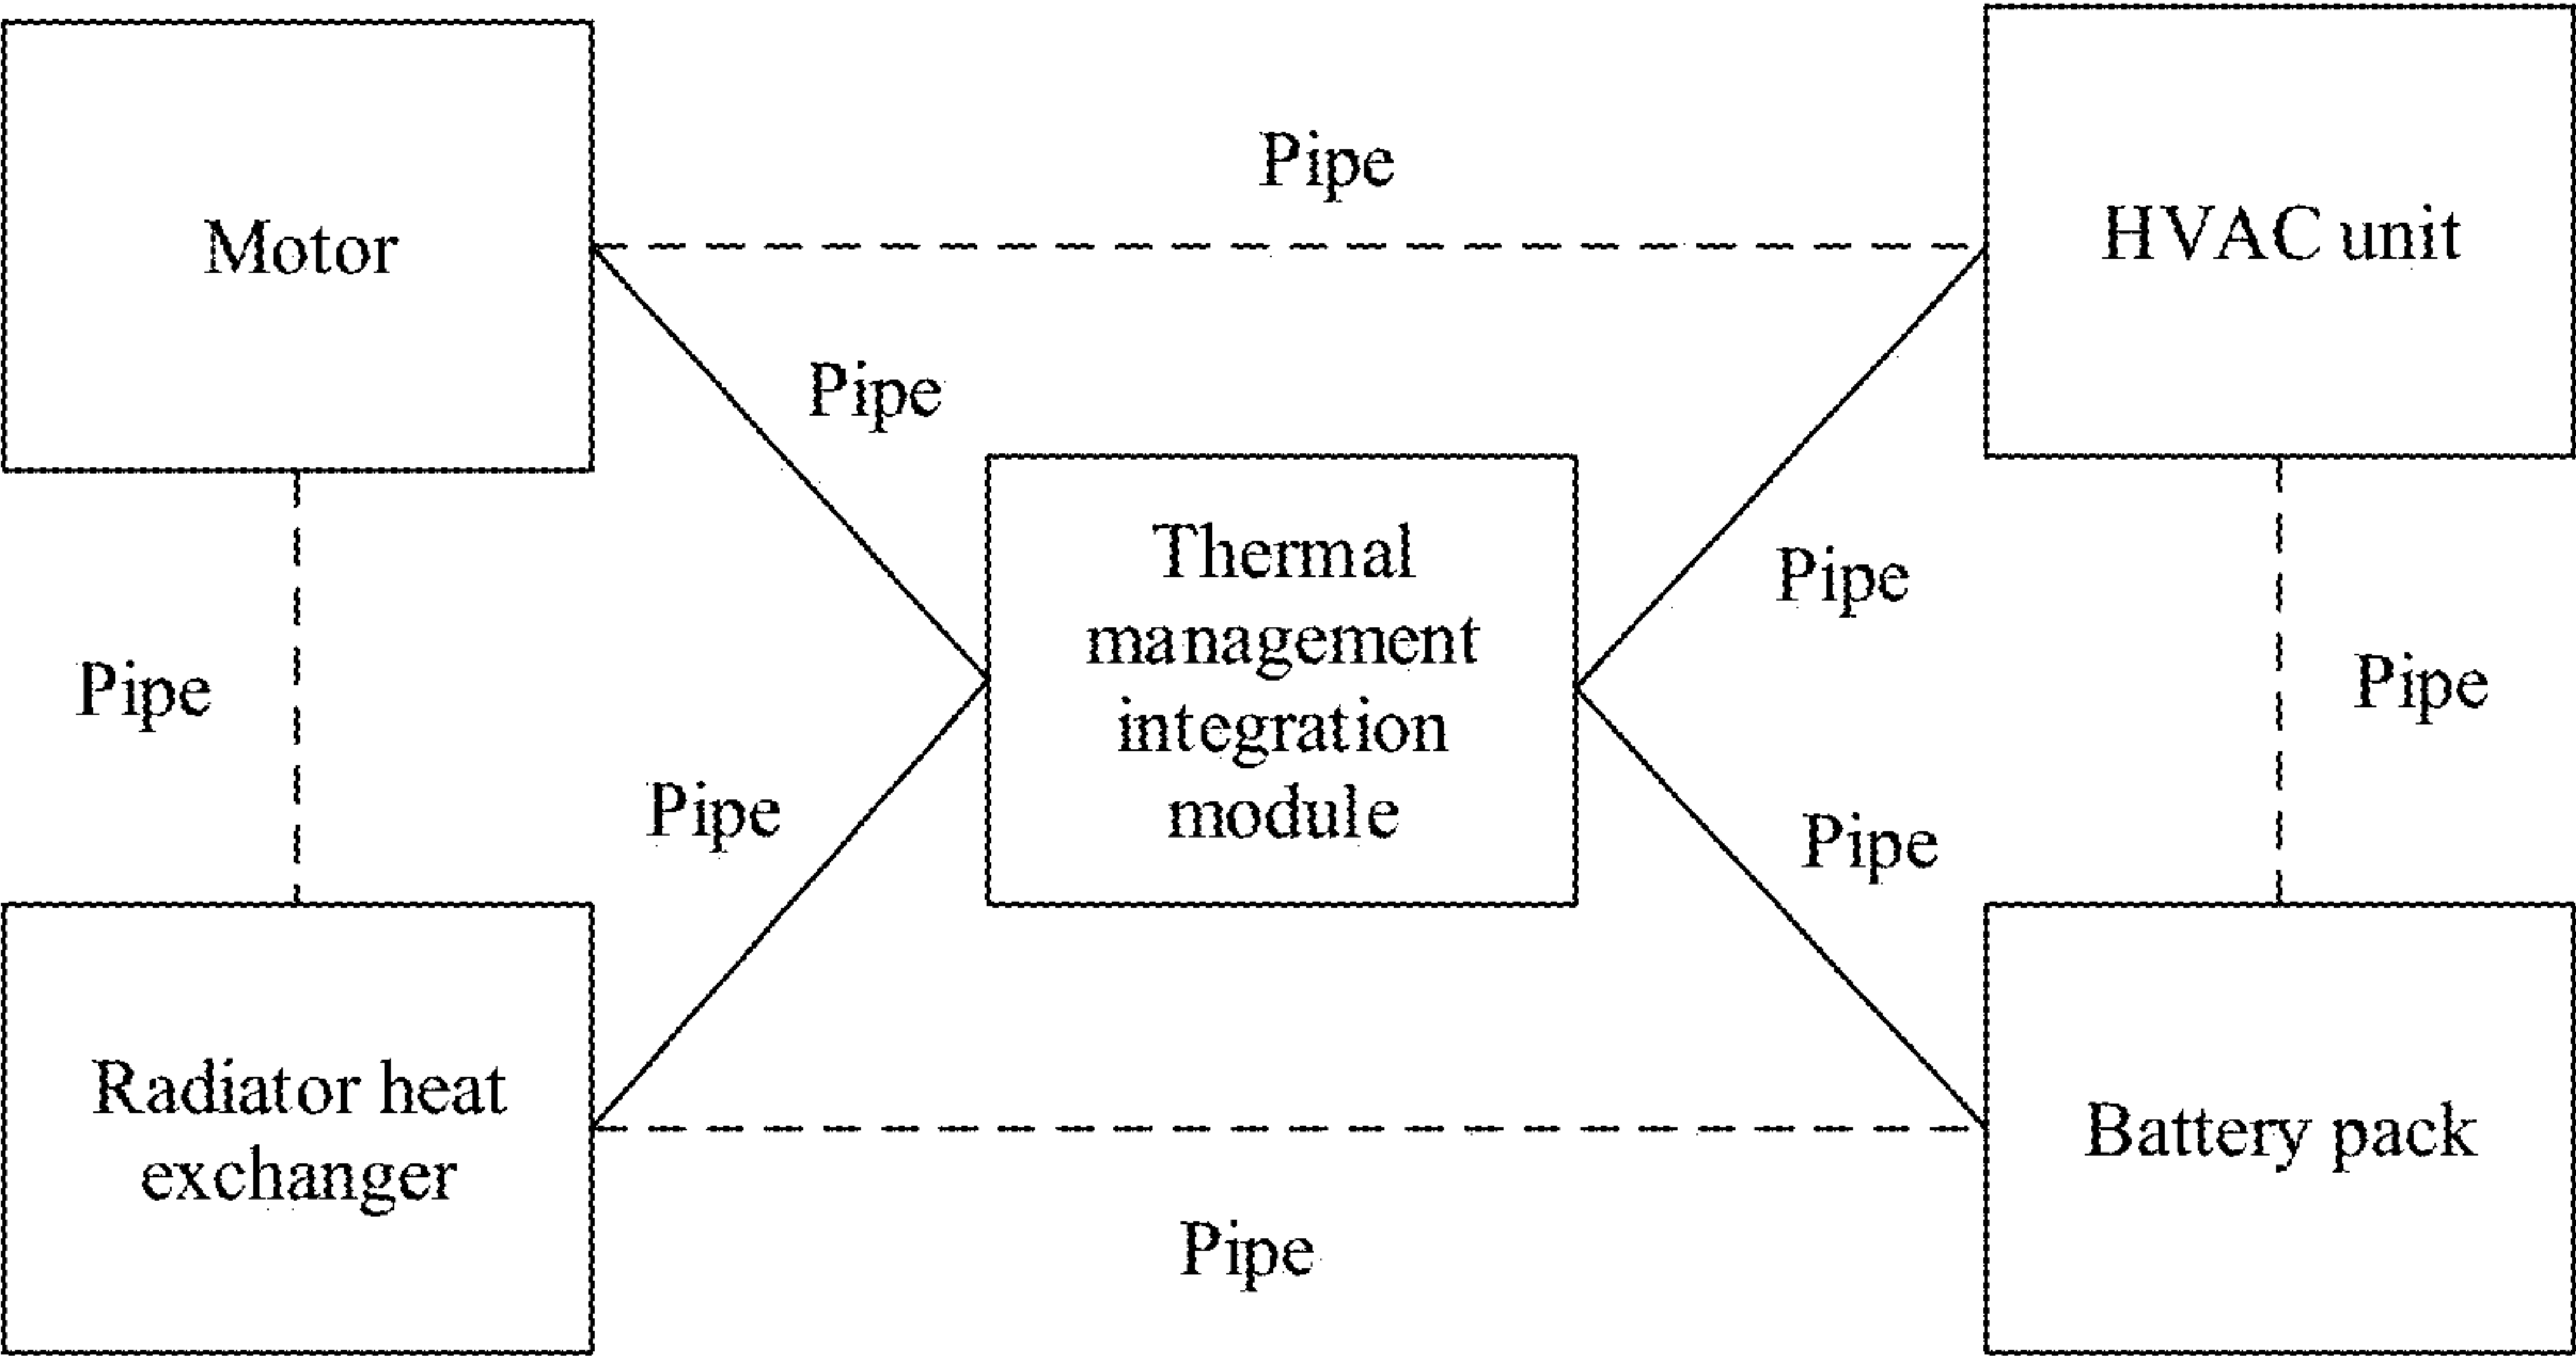 Pipe
Motor
HVAC unit
Pipe
Thermal
management
integration
module
Pipe
Pipe
Pipe
Pipe
Pipe
Radiator heat
exchanger
Battery pack
Pipe